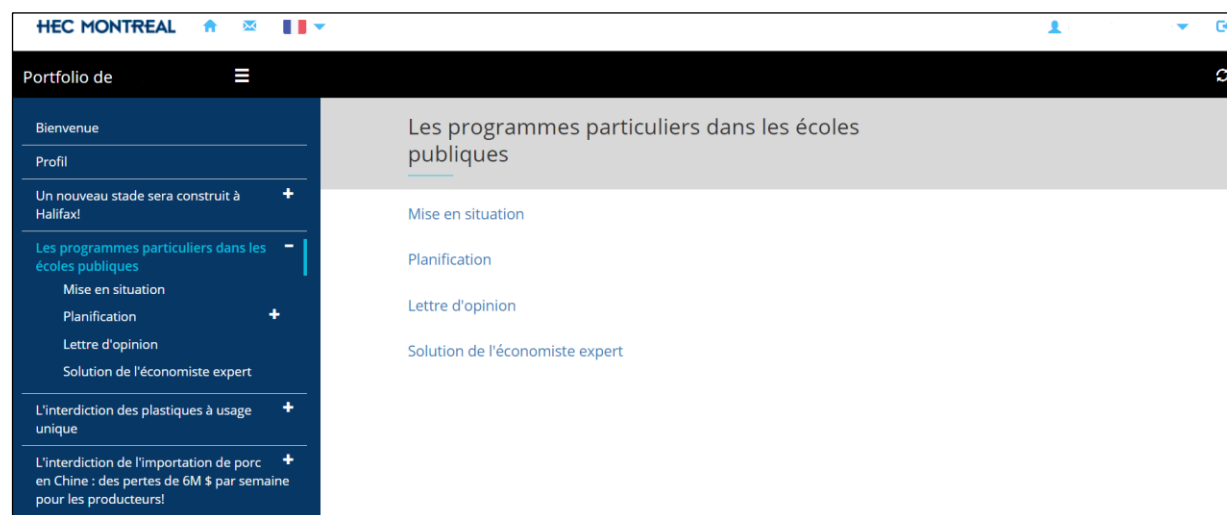 HEC MONTREAL
Portfolio de
Bienvenue
Profil
Un nouveau stade sera construit à
Halifax!
Les programmes particuliers dans les
écoles publiques
Mise en situation
Planification
Lettre d'opinion
Solution de l'économiste expert
L'interdiction des plastiques à usage
unique
L'interdiction de l'importation de porc
en Chine : des pertes de 6M $ par semaine
pour les producteurs!
Les programmes particuliers dans les écoles
publiques
Mise en situation
Planification
Lettre d'opinion
Solution de l'économiste expert